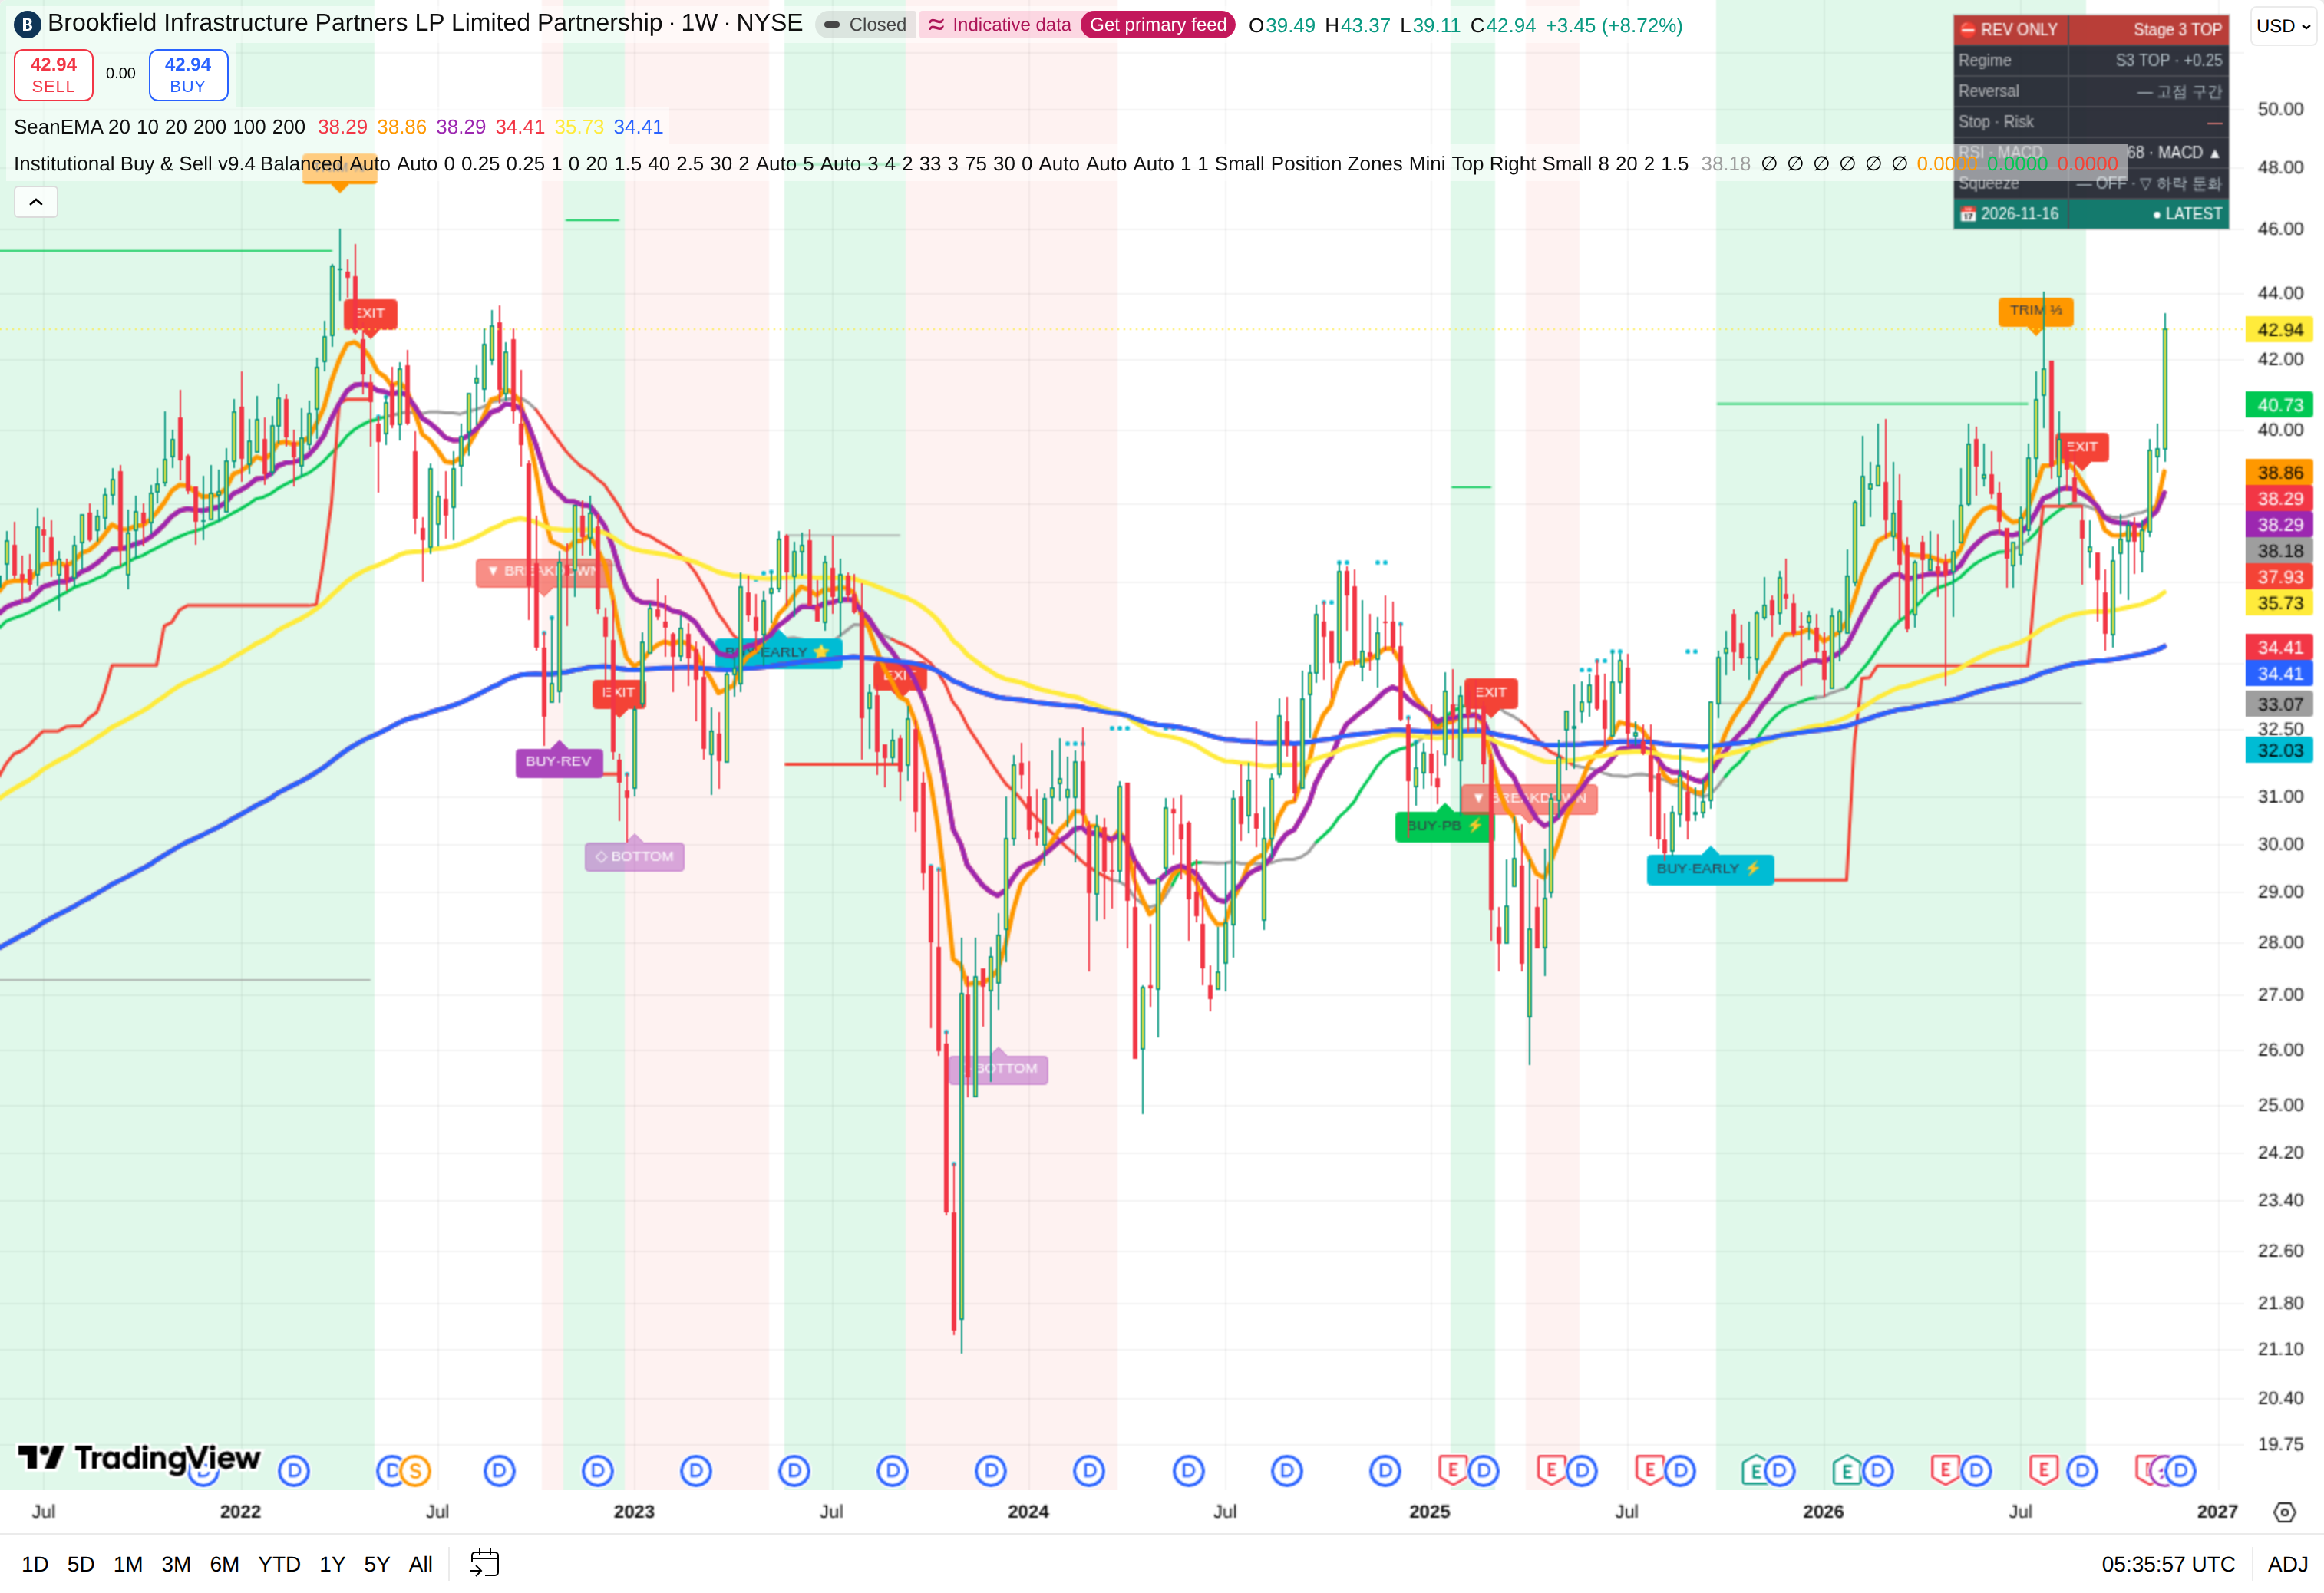 B Brookfield Infrastructure Partners LP Limited Partnership · 1W · NYSE Closed Indicative data Get primary feed O39.49 H43.37 L39.11 C42.94 +3.45 (+8.72%)
USD
42.94 SELL 0.00 42.94 BUY
SeanEMA 20 10 20 200 100 200 38.29 38.86 38.29 34.41 35.73 34.41
Institutional Buy & Sell v9.4 Balanced Auto Auto 0 0.25 0.25 1 0 20 1.5 40 2.5 30 2 Auto 5 Auto 3 4 2 33 3 75 30 0 Auto Auto Auto 1 1 Small Position Zones Mini Top Right Small 8 20 2 1.5 38.18 ∅ ∅ ∅ ∅ ∅ ∅ 0.0000 0.0000 0.0000
⛔ REV ONLY Stage 3 TOP
Regime S3 TOP · +0.25
Reversal — 고점 구간
Stop · Risk —
RSI · MACD 68 · MACD ▲
Squeeze — OFF · ▽ 하락 둔화
2026-11-16 ● LATEST
EXIT
▼ BREAKDOWN
EXIT
BUY-REV
◇ BOTTOM
BUY-EARLY ⭐
EXIT
BOTTOM
EXIT
BUY-PB ⚡
▼ BREAKDOWN
BUY-EARLY ⚡
TRIM ⅓
EXIT
50.00
48.00
46.00
44.00
42.94
42.00
40.73
40.00
38.86
38.29
38.29
38.18
37.93
35.73
34.41
34.41
33.07
32.50
32.03
31.00
30.00
29.00
28.00
27.00
26.00
25.00
24.20
23.40
22.60
21.80
21.10
20.40
19.75
TradingView
D D D S D D D D D D D D D D E D E D E D E D E D E D E D D
Jul 2022 Jul 2023 Jul 2024 Jul 2025 Jul 2026 Jul 2027
1D 5D 1M 3M 6M YTD 1Y 5Y All 05:35:57 UTC ADJ